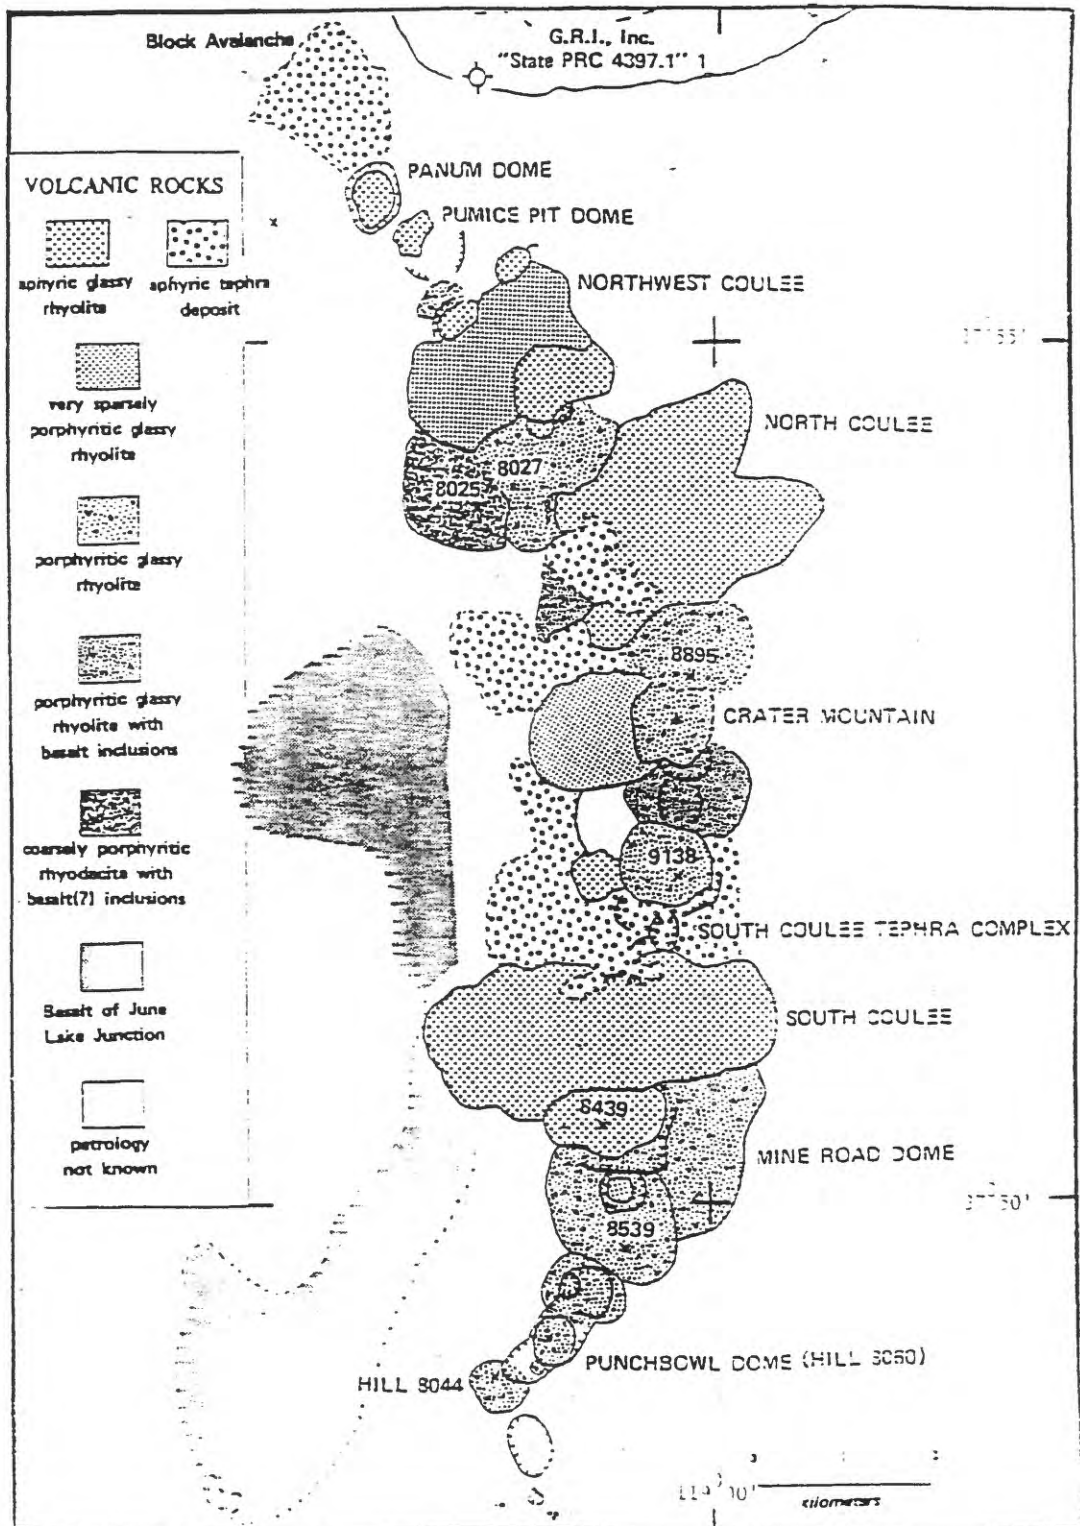 Block Avalanche
G.R.I., Inc.
"State PRC 4397.1" 1
VOLCANIC ROCKS
aphyric glassy
rhyolite
aphyric tephra
deposit
very sparsely
porphyritic glassy
rhyolite
porphyritic glassy
rhyolite
porphyritic glassy
rhyolite with
basalt inclusions
coarsely porphyritic
rhyodacite with
basalt(?) inclusions
Basalt of June
Lake Junction
petrology
not known
PANUM DOME
PUMICE PIT DOME
NORTHWEST COULEE
NORTH COULEE
8027
8025
8895
CRATER MOUNTAIN
9138
SOUTH COULEE TEPHRA COMPLEX
SOUTH COULEE
8439
MINE ROAD DOME
8539
PUNCHBOWL DOME (HILL 8050)
HILL 8044
kilometers